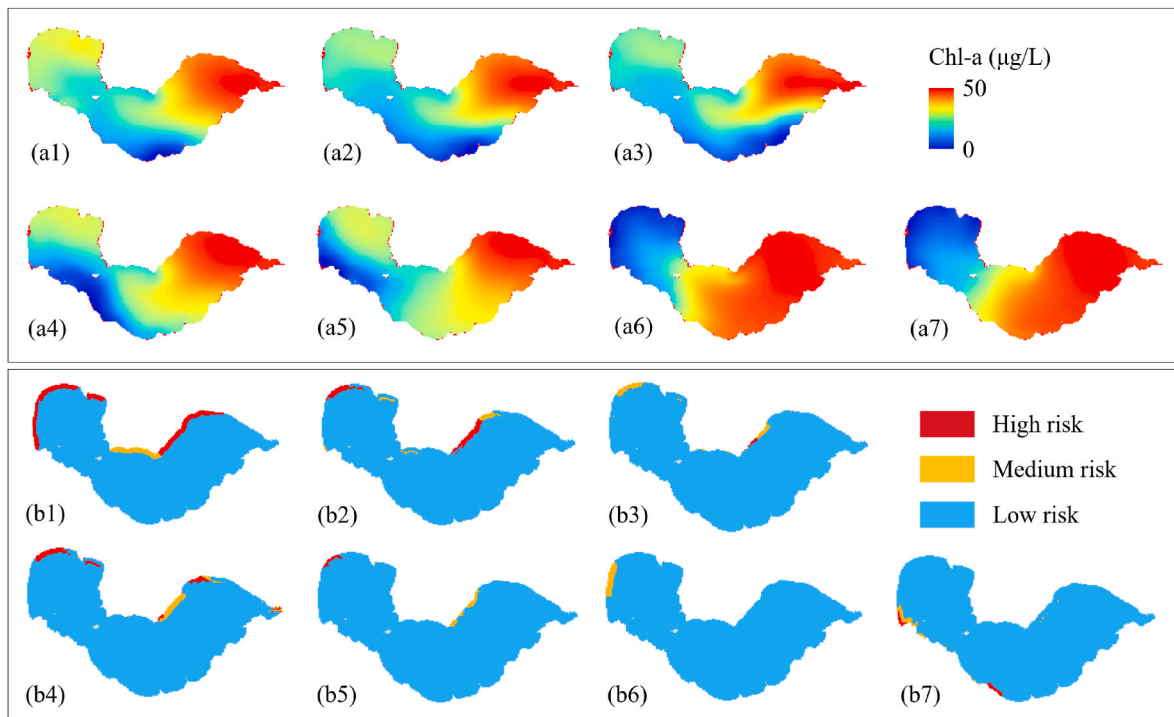 Chl-a (μg/L)
50
0
(a1)
(a2)
(a3)
(a4)
(a5)
(a6)
(a7)
High risk
Medium risk
Low risk
(b1)
(b2)
(b3)
(b4)
(b5)
(b6)
(b7)